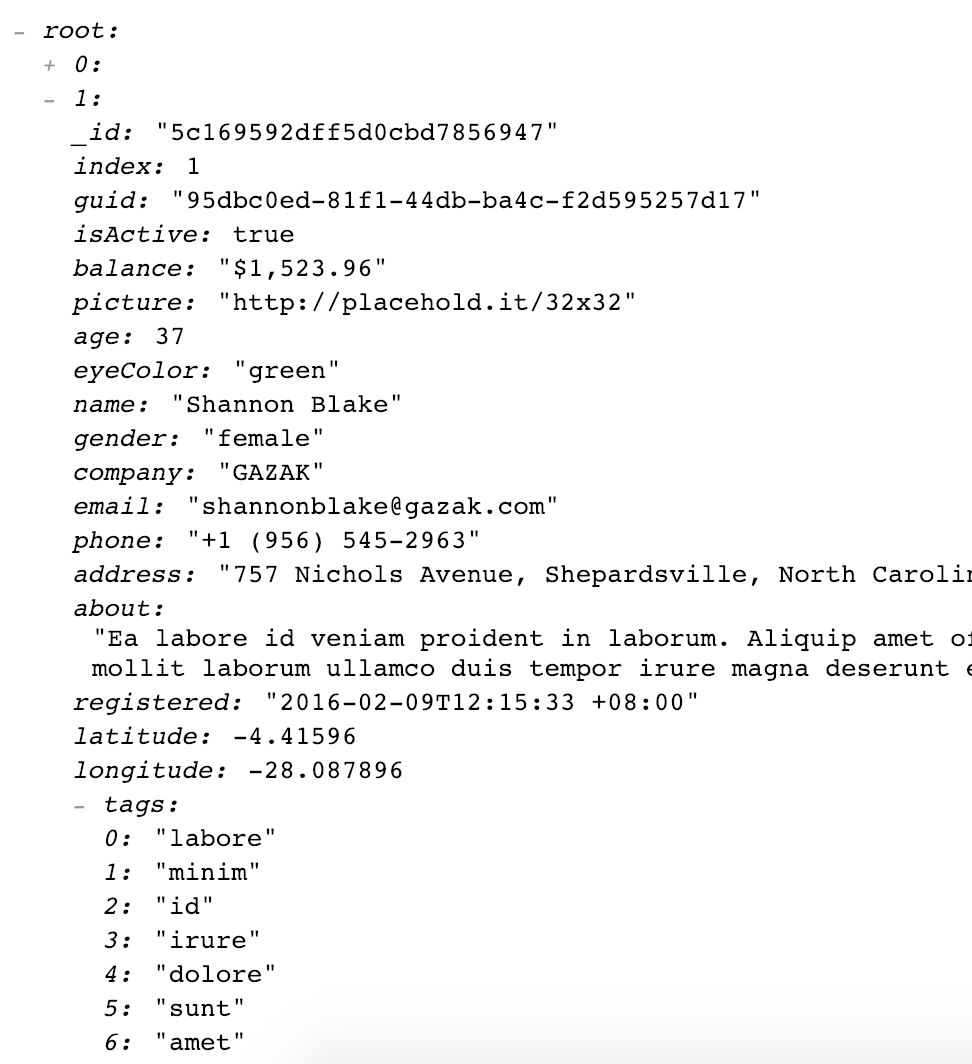 - root:
+ 0:
- 1:
_id: "5c169592dff5d0cbd7856947"
index: 1
guid: "95dbc0ed-81f1-44db-ba4c-f2d595257d17"
isActive: true
balance: "$1,523.96"
picture: "http://placehold.it/32x32"
age: 37
eyeColor: "green"
name: "Shannon Blake"
gender: "female"
company: "GAZAK"
email: "shannonblake@gazak.com"
phone: "+1 (956) 545-2963"
address: "757 Nichols Avenue, Shepardsville, North
about:
"Ea labore id veniam proident in laborum. Aliquip amet
mollit laborum ullamco duis tempor irure magna deserunt
registered: "2016-02-09T12:15:33 +08:00"
latitude: -4.41596
longitude: -28.087896
- tags:
0: "labore"
1: "minim"
2: "id"
3: "irure"
4: "dolore"
5: "sunt"
6: "amet"